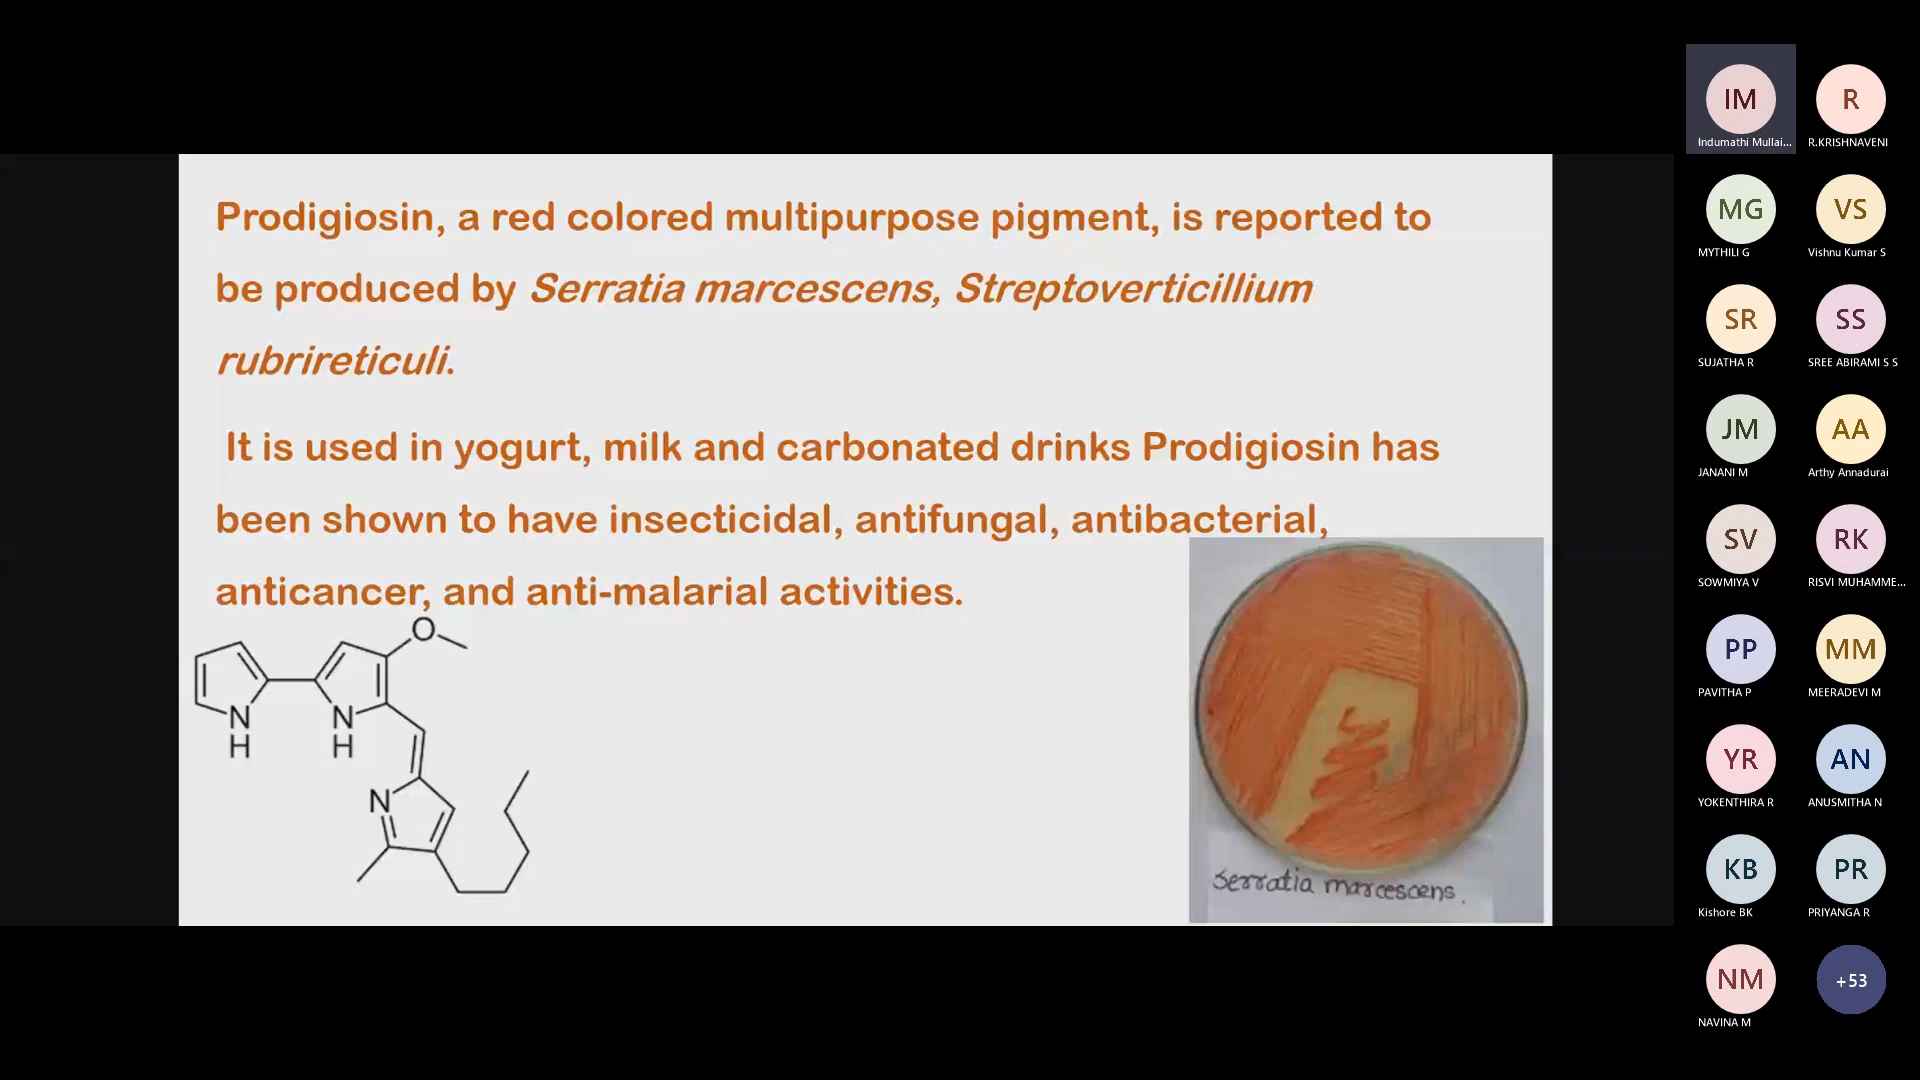 Prodigiosin, a red colored multipurpose pigment, is reported to
be produced by Serratia marcescens, Streptoverticillium
rubrireticuli.
It is used in yogurt, milk and carbonated drinks Prodigiosin has
been shown to have insecticidal, antifungal, antibacterial,
anticancer, and anti-malarial activities.
O
N
H
N
H
N
Serratia marcescens.
IM
Indumathi Mullai...
R
R.KRISHNAVENI
MG
MYTHILI G
VS
Vishnu Kumar S
SR
SUJATHA R
SS
SREE ABIRAMI S S
JM
JANANI M
AA
Arthy Annadurai
SV
SOWMIYA V
RK
RISVI MUHAMME...
PP
PAVITHA P
MM
MEERADEVI M
YR
YOKENTHIRA R
AN
ANUSMITHA N
KB
Kishore BK
PR
PRIYANGA R
NM
NAVINA M
+53